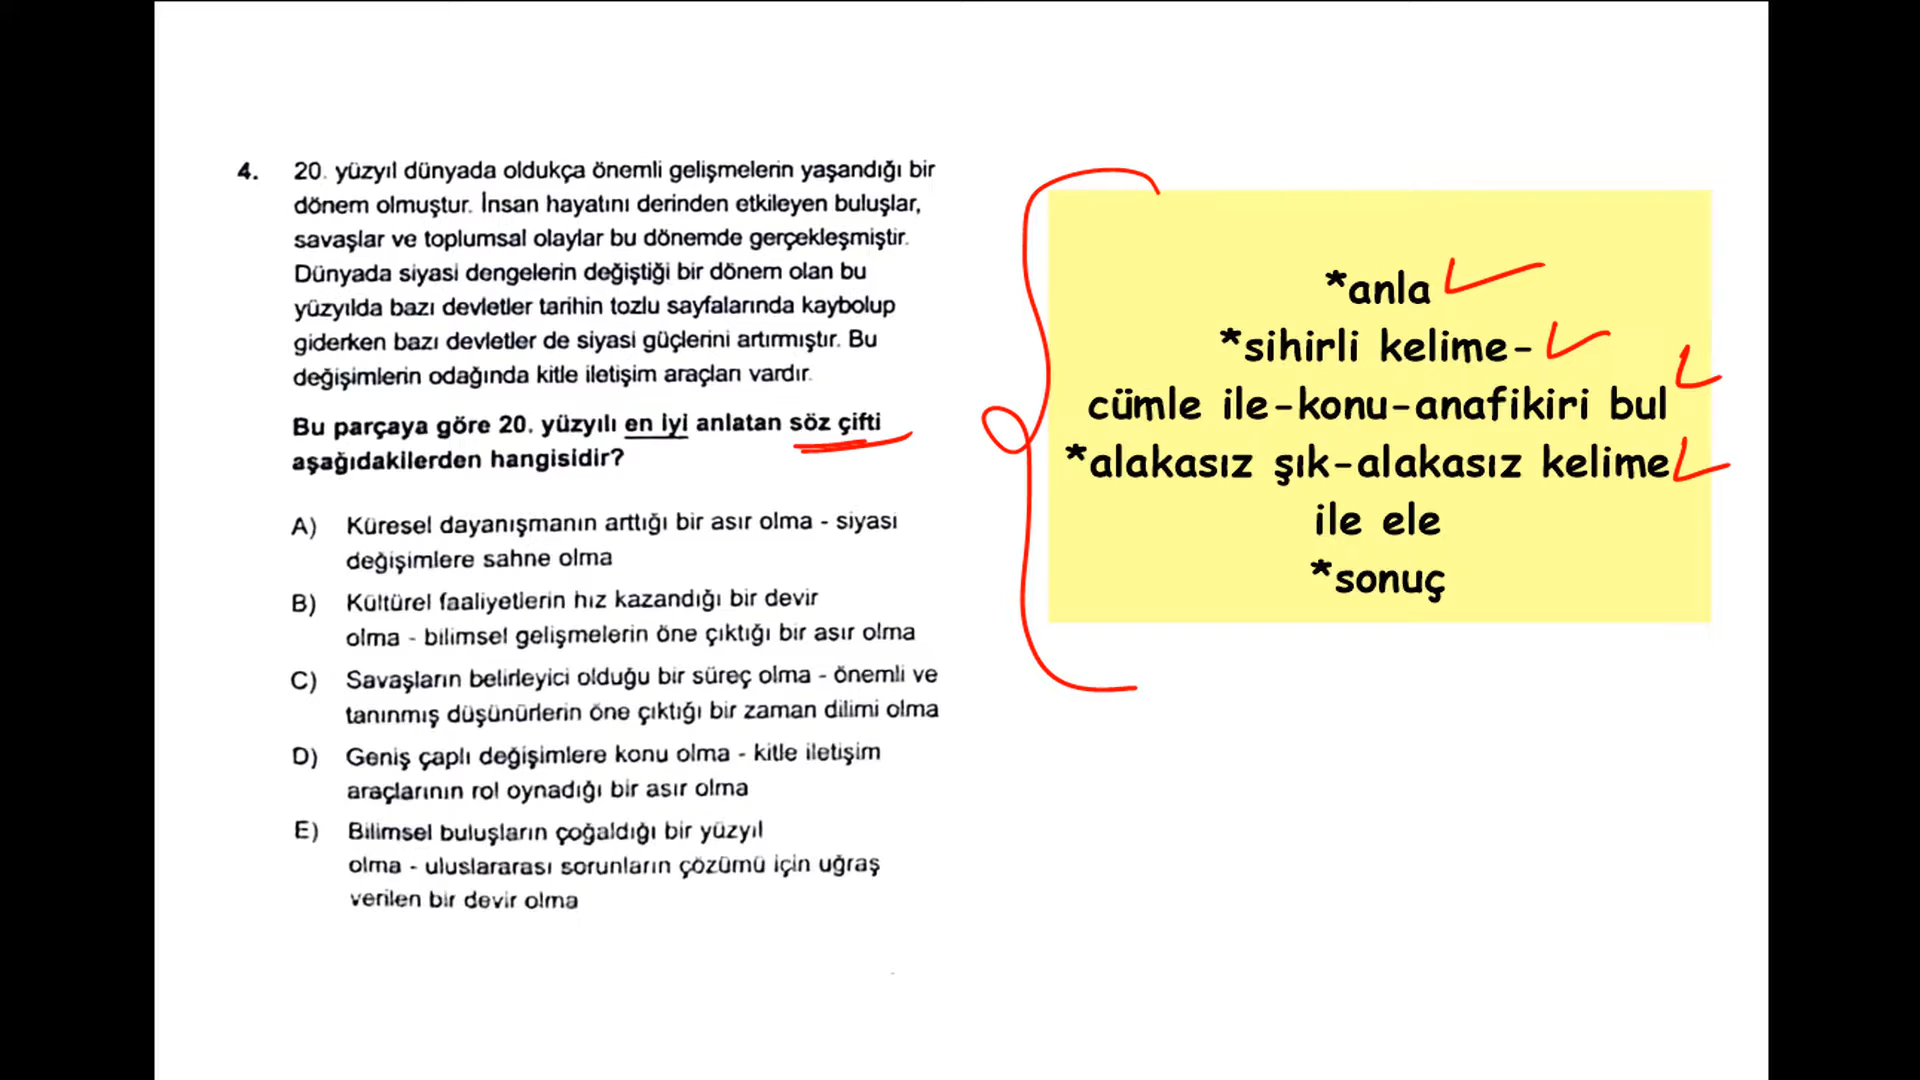 4. 20. yüzyıl dünyada oldukça önemli gelişmelerin yaşandığı bir
dönem olmuştur. İnsan hayatını derinden etkileyen buluşlar,
savaşlar ve toplumsal olaylar bu dönemde gerçekleşmiştir.
Dünyada siyasi dengelerin değiştiği bir dönem olan bu
yüzyılda bazı devletler tarihin tozlu sayfalarında kaybolup
giderken bazı devletler de siyasi güçlerini artırmıştır. Bu
değişimlerin odağında kitle iletişim araçları vardır.
Bu parçaya göre 20. yüzyılı en iyi anlatan söz çifti
aşağıdakilerden hangisidir?
A) Küresel dayanışmanın arttığı bir asır olma - siyasi
değişimlere sahne olma
B) Kültürel faaliyetlerin hız kazandığı bir devir
olma - bilimsel gelişmelerin öne çıktığı bir asır olma
C) Savaşların belirleyici olduğu bir süreç olma - önemli ve
tanınmış düşünürlerin öne çıktığı bir zaman dilimi olma
D) Geniş çaplı değişimlere konu olma - kitle iletişim
araçlarının rol oynadığı bir asır olma
E) Bilimsel buluşların çoğaldığı bir yüzyıl
olma - uluslararası sorunların çözümü için uğraş
verilen bir devir olma
*anla
*sihirli kelime-
cümle ile-konu-anafikiri bul
*alakasız şık-alakasız kelime
ile ele
*sonuç